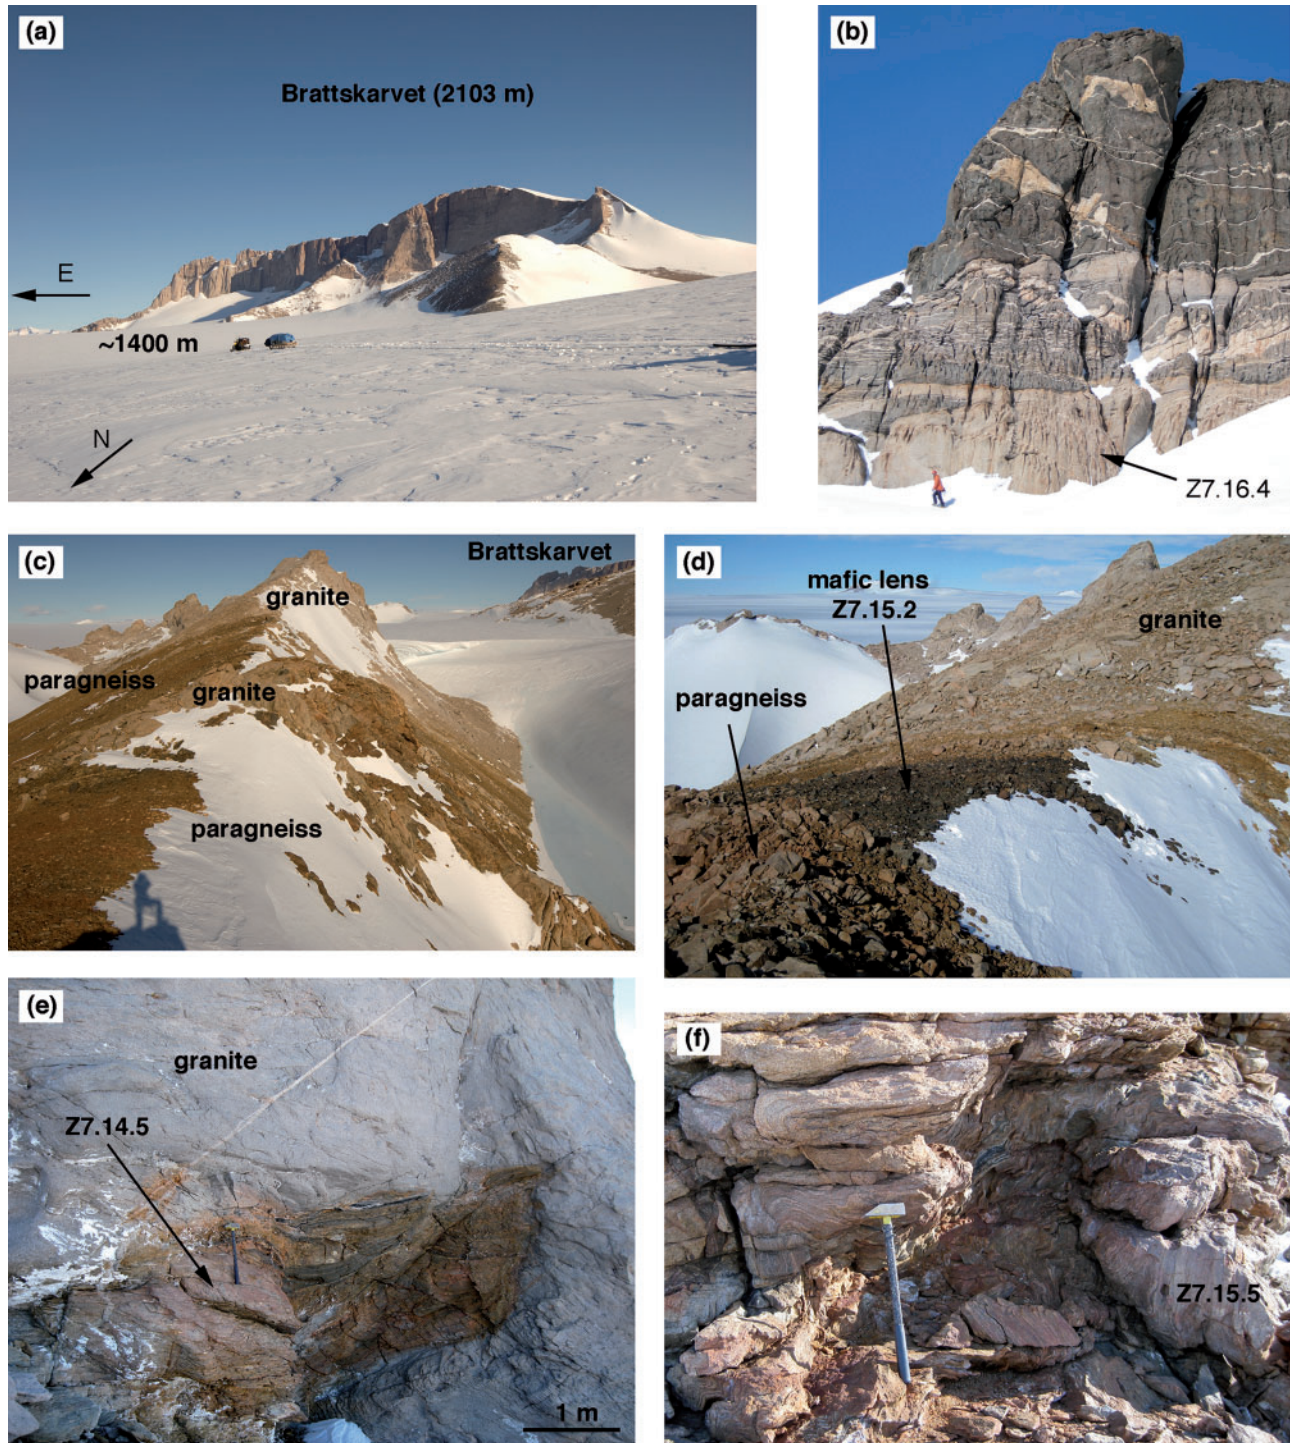 (a)
Brattskarvet (2103 m)
E
~1400 m
N
(b)
Z7.16.4
(c)
Brattskarvet
granite
paragneiss
granite
paragneiss
(d)
mafic lens
Z7.15.2
granite
paragneiss
(e)
granite
Z7.14.5
1 m
(f)
Z7.15.5